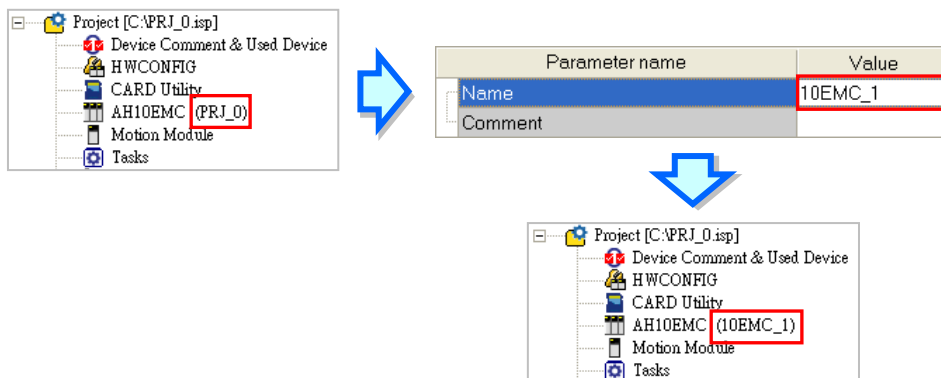 Project [C:\PRJ_0.isp]
Device Comment & Used Device
HWCONFIG
CARD Utility
AH10EMC (PRJ_0)
Motion Module
Tasks
Parameter name Value
Name 10EMC_1
Comment
Project [C:\PRJ_0.isp]
Device Comment & Used Device
HWCONFIG
CARD Utility
AH10EMC (10EMC_1)
Motion Module
Tasks